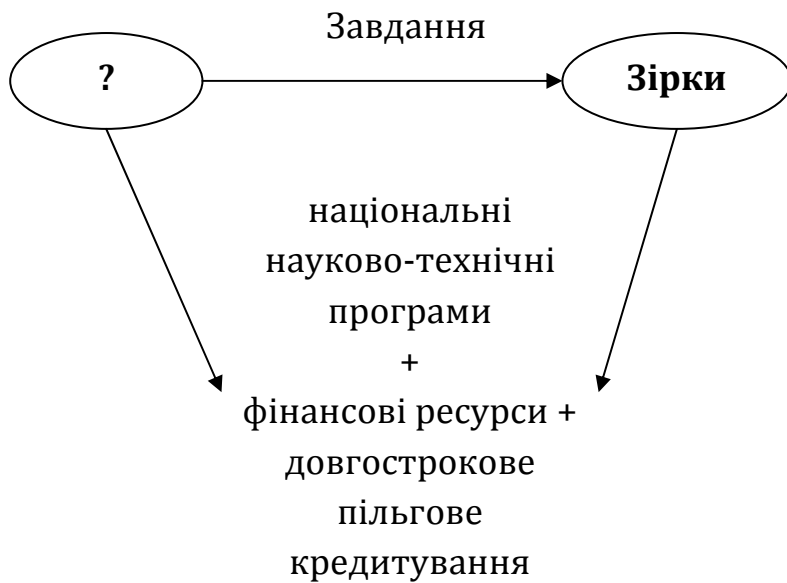 Завдання
?
Зірки
національні
науково-технічні
програми
+
фінансові ресурси +
довгострокове
пільгове
кредитування